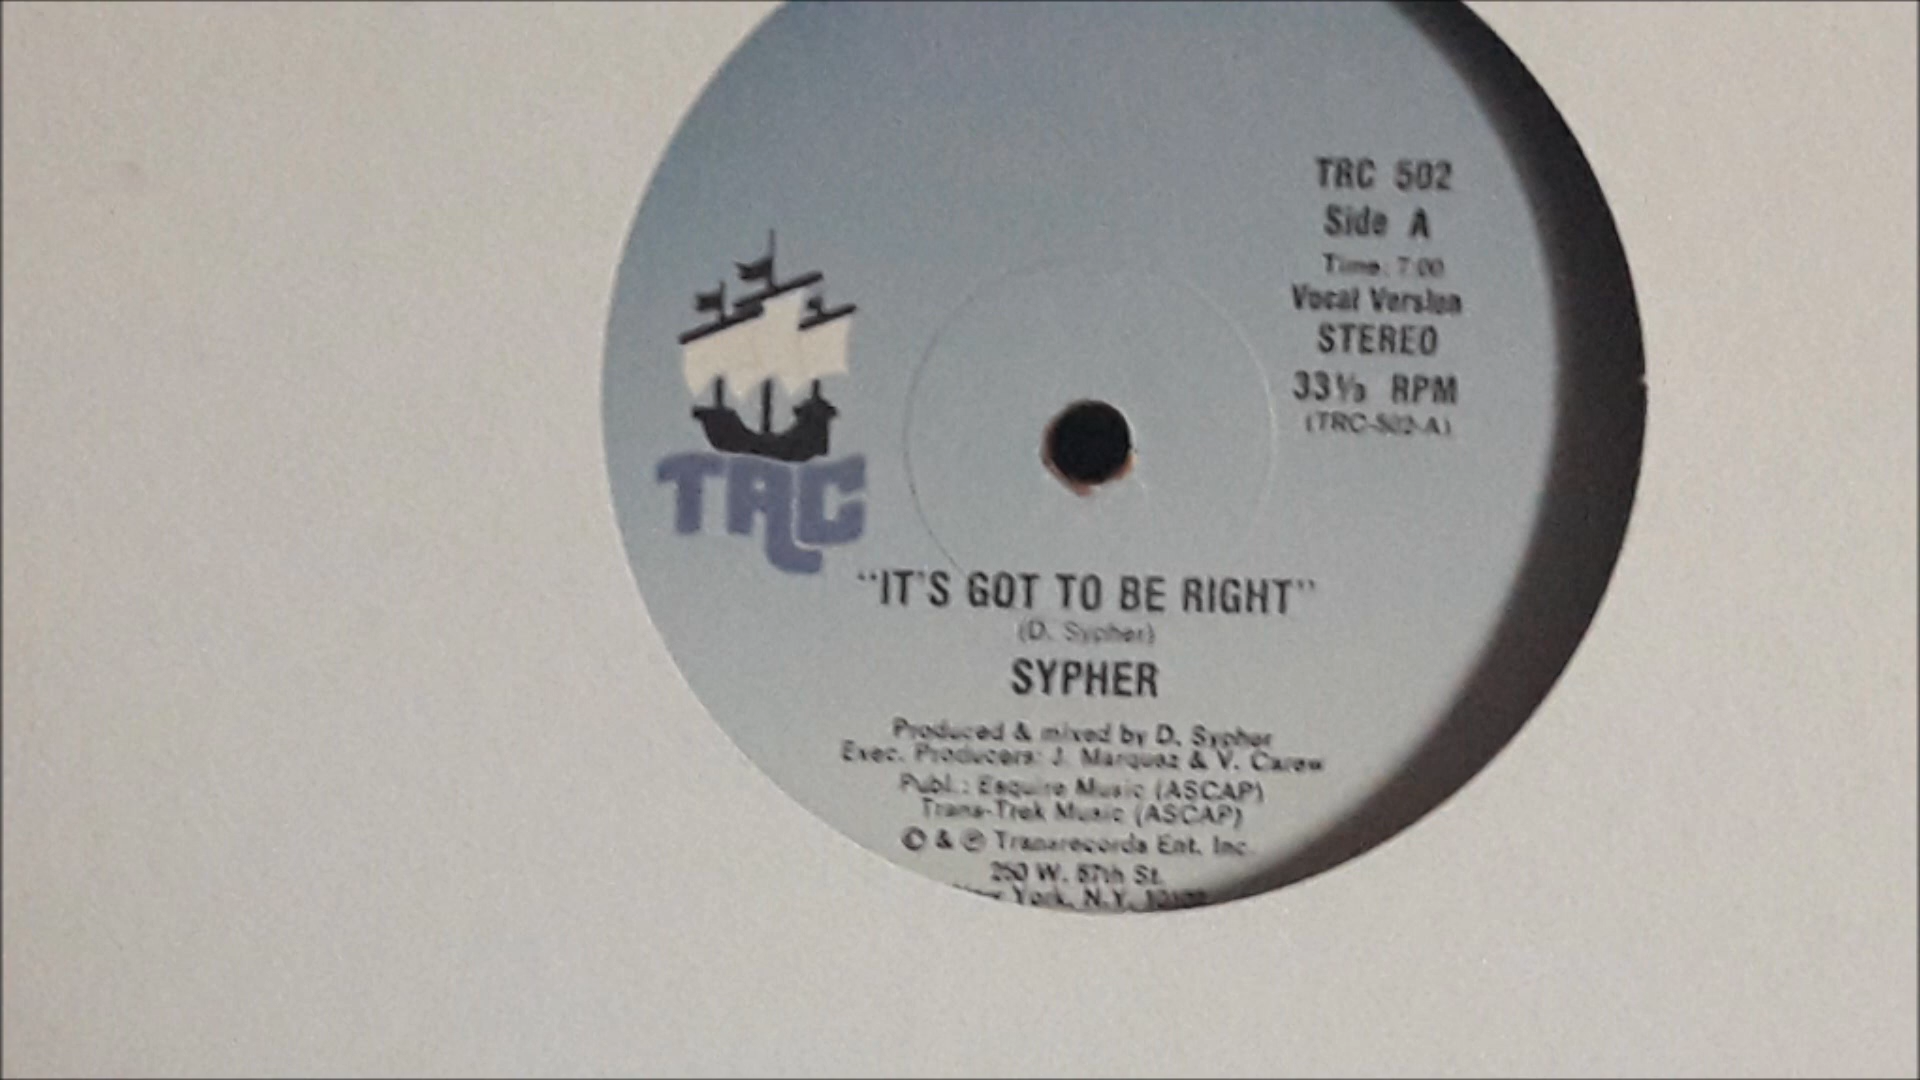 TRC 502
Side A
Time: 7:00
Vocal Version
STEREO
33⅓ RPM
(TRC-502-A)
TRC
"IT'S GOT TO BE RIGHT"
(D. Sypher)
SYPHER
Produced & mixed by D. Sypher
Exec. Producers: J. Marquez & V. Carew
Publ.: Esquire Music (ASCAP)
Trans-Trek Music (ASCAP)
© & ℗ Transrecords Ent. Inc.
250 W. 57th St.
York, N.Y.